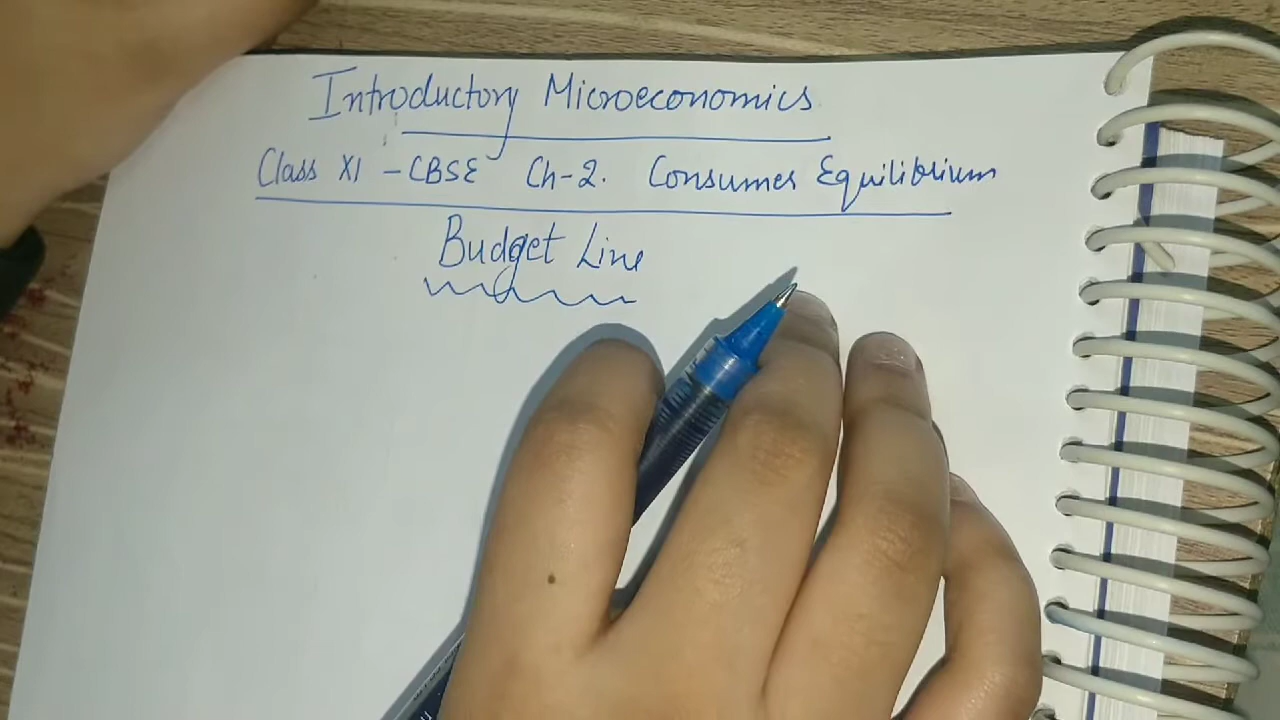 Introductory Microeconomics
Class XI - CBSE Ch-2. Consumer Equilibrium
Budget Line